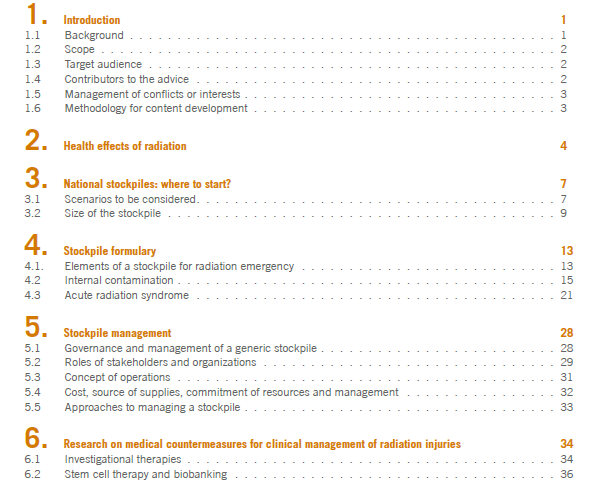 1. Introduction 1
1.1 Background . . . . . . . . . . . . . . . . . . . . . . . . . . . . . . . . . . . . . . . . . . 1
1.2 Scope . . . . . . . . . . . . . . . . . . . . . . . . . . . . . . . . . . . . . . . . . . 2
1.3 Target audience . . . . . . . . . . . . . . . . . . . . . . . . . . . . . . . . . . . . . . 2
1.4 Contributors to the advice . . . . . . . . . . . . . . . . . . . . . . . . . . . . . . . . 2
1.5 Management of conflicts or interests . . . . . . . . . . . . . . . . . . . . . . . . . . . . 3
1.6 Methodology for content development . . . . . . . . . . . . . . . . . . . . . . . . . . . 3
2. Health effects of radiation 4
3. National stockpiles: where to start? 7
3.1 Scenarios to be considered . . . . . . . . . . . . . . . . . . . . . . . . . . . . . . . . 7
3.2 Size of the stockpile . . . . . . . . . . . . . . . . . . . . . . . . . . . . . . . . . . . 9
4. Stockpile formulary 13
4.1. Elements of a stockpile for radiation emergency . . . . . . . . . . . . . . . . . . . . . . 13
4.2 Internal contamination . . . . . . . . . . . . . . . . . . . . . . . . . . . . . . . . . . 15
4.3 Acute radiation syndrome . . . . . . . . . . . . . . . . . . . . . . . . . . . . . . . . . 21
5. Stockpile management 28
5.1 Governance and management of a generic stockpile . . . . . . . . . . . . . . . . . . . . . 28
5.2 Roles of stakeholders and organizations . . . . . . . . . . . . . . . . . . . . . . . . . . 29
5.3 Concept of operations . . . . . . . . . . . . . . . . . . . . . . . . . . . . . . . . . . . 31
5.4 Cost, source of supplies, commitment of resources and management . . . . . . . . . . . . . 32
5.5 Approaches to managing a stockpile . . . . . . . . . . . . . . . . . . . . . . . . . . . . 33
6. Research on medical countermeasures for clinical management of radiation injuries 34
6.1 Investigational therapies . . . . . . . . . . . . . . . . . . . . . . . . . . . . . . . . . 34
6.2 Stem cell therapy and biobanking . . . . . . . . . . . . . . . . . . . . . . . . . . . . . 36